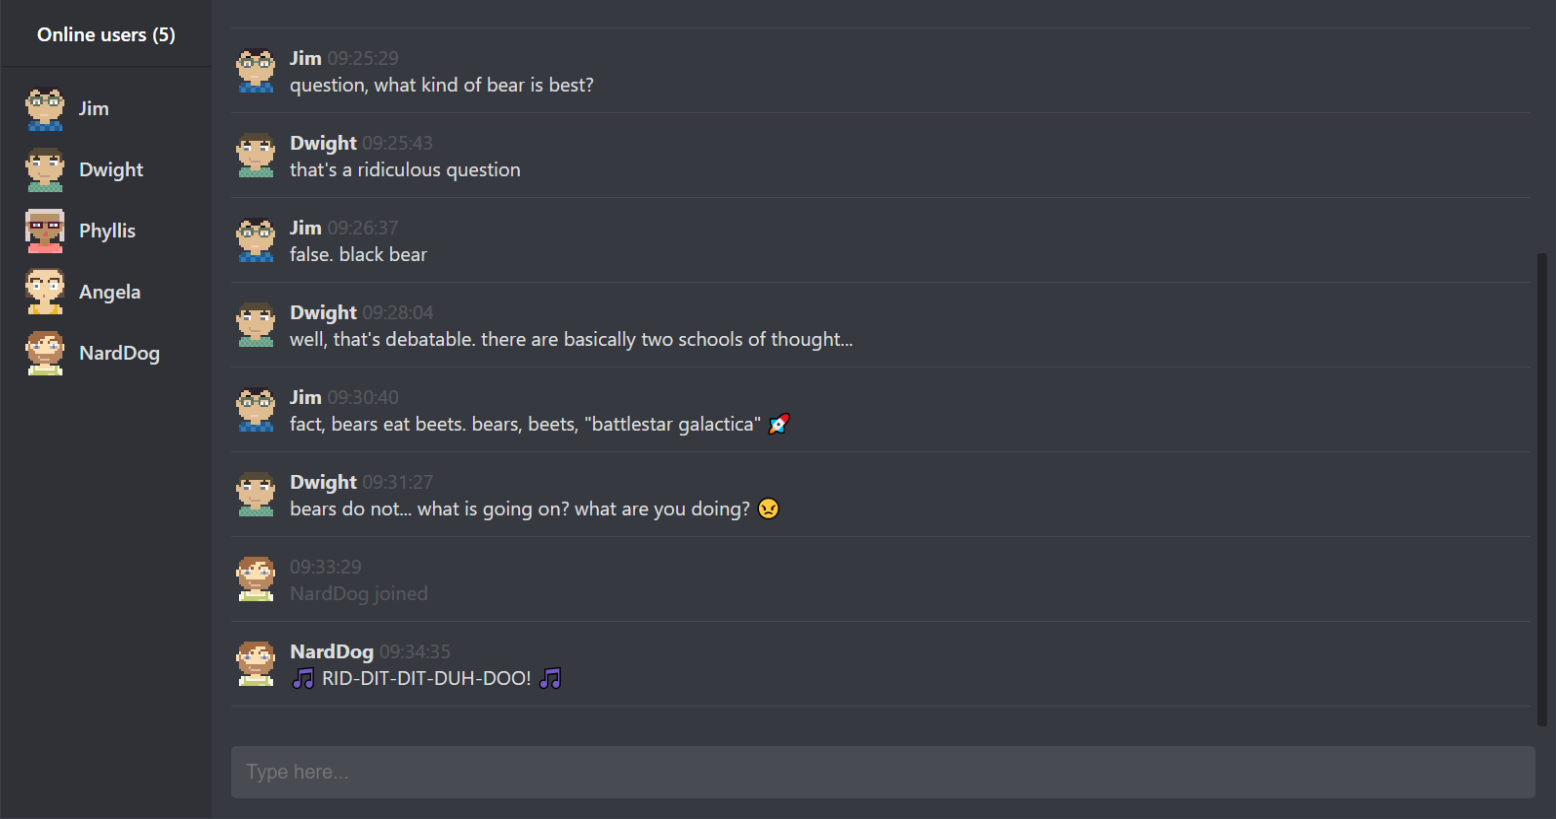 Online users (5)
Jim
Dwight
Phyllis
Angela
NardDog
Jim 09:25:29
question, what kind of bear is best?
Dwight 09:25:43
that's a ridiculous question
Jim 09:26:37
false. black bear
Dwight 09:28:04
well, that's debatable. there are basically two schools of thought...
Jim 09:30:40
fact, bears eat beets. bears, beets, "battlestar galactica" 🚀
Dwight 09:31:27
bears do not... what is going on? what are you doing? 😠
09:33:29
NardDog joined
NardDog 09:34:35
🎵 RID-DIT-DIT-DUH-DOO! 🎵
Type here...